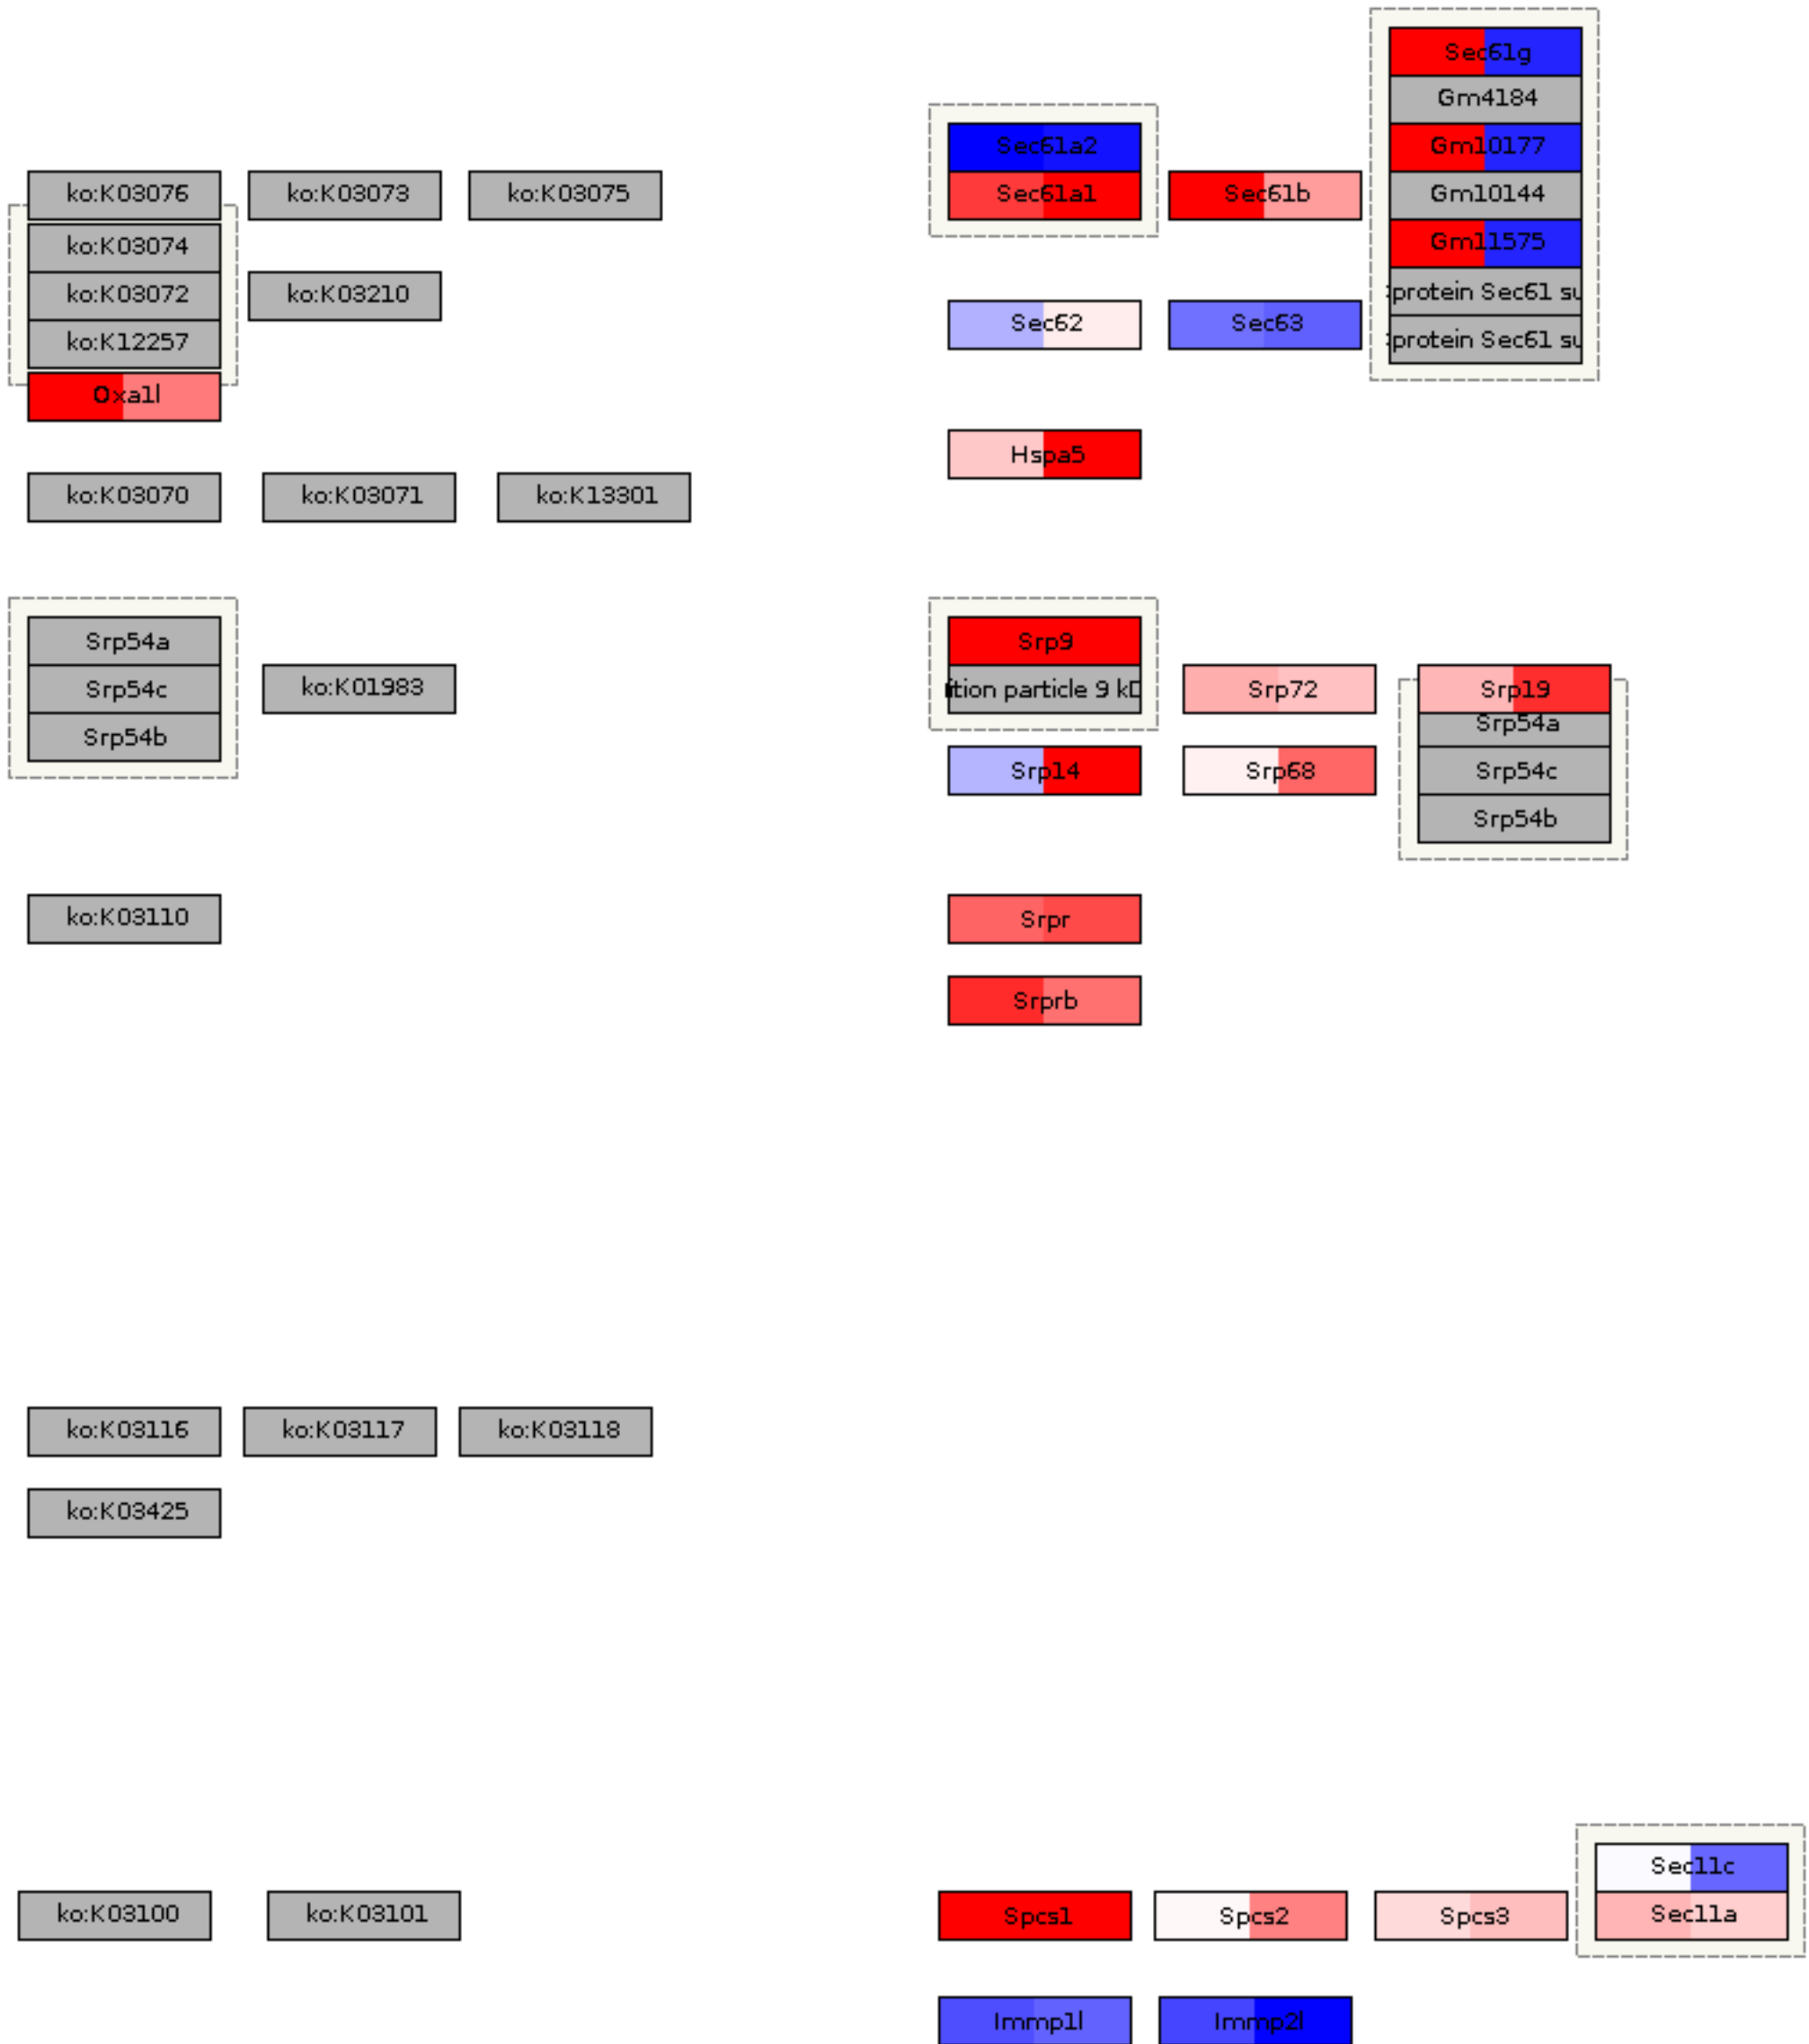 Sec61g
Gm4184
Sec61a2
Gm10177
ko:K03076
ko:K03073
ko:K03075
Sec61a1
Sec61b
Gm10144
ko:K03074
Gm11575
ko:K03072
ko:K03210
protein Sec61 su
ko:K12257
Sec62
Sec63
protein Sec61 su
Oxa1l
Hspa5
ko:K03070
ko:K03071
ko:K13301
Srp54a
Srp9
Srp54c
ko:K01983
ition particle 9 kD
Srp72
Srp19
Srp54b
Srp54a
Srp14
Srp68
Srp54c
Srp54b
ko:K03110
Srpr
Srprb
ko:K03116
ko:K03117
ko:K03118
ko:K03425
Sec11c
ko:K03100
ko:K03101
Spcs1
Spcs2
Spcs3
Sec11a
Immp1l
Immp2l